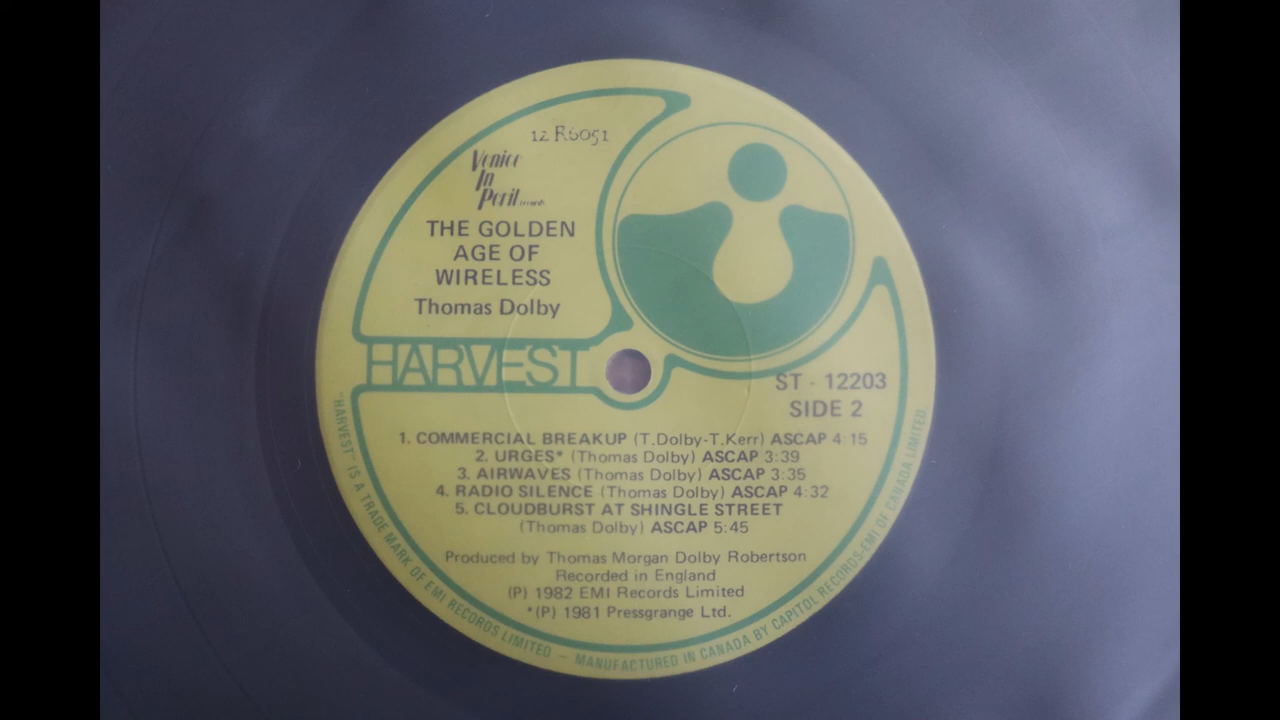 12 R6051
Venice
In
Peril records
THE GOLDEN
AGE OF
WIRELESS
Thomas Dolby
HARVEST
ST - 12203
SIDE 2
1. COMMERCIAL BREAKUP (T.Dolby-T.Kerr) ASCAP 4:15
2. URGES* (Thomas Dolby) ASCAP 3:39
3. AIRWAVES (Thomas Dolby) ASCAP 3:35
4. RADIO SILENCE (Thomas Dolby) ASCAP 4:32
5. CLOUDBURST AT SHINGLE STREET
(Thomas Dolby) ASCAP 5:45
Produced by Thomas Morgan Dolby Robertson
Recorded in England
(P) 1982 EMI Records Limited
*(P) 1981 Pressgrange Ltd.
"HARVEST" IS A TRADE MARK OF EMI RECORDS LIMITED – MANUFACTURED IN CANADA BY CAPITOL RECORDS-EMI OF CANADA LIMITED